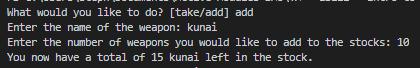 What would you like to do? [take/add] add
Enter the name of the weapon: kunai
Enter the number of weapons you would like to add to the stocks: 10
You now have a total of 15 kunai left in the stock.